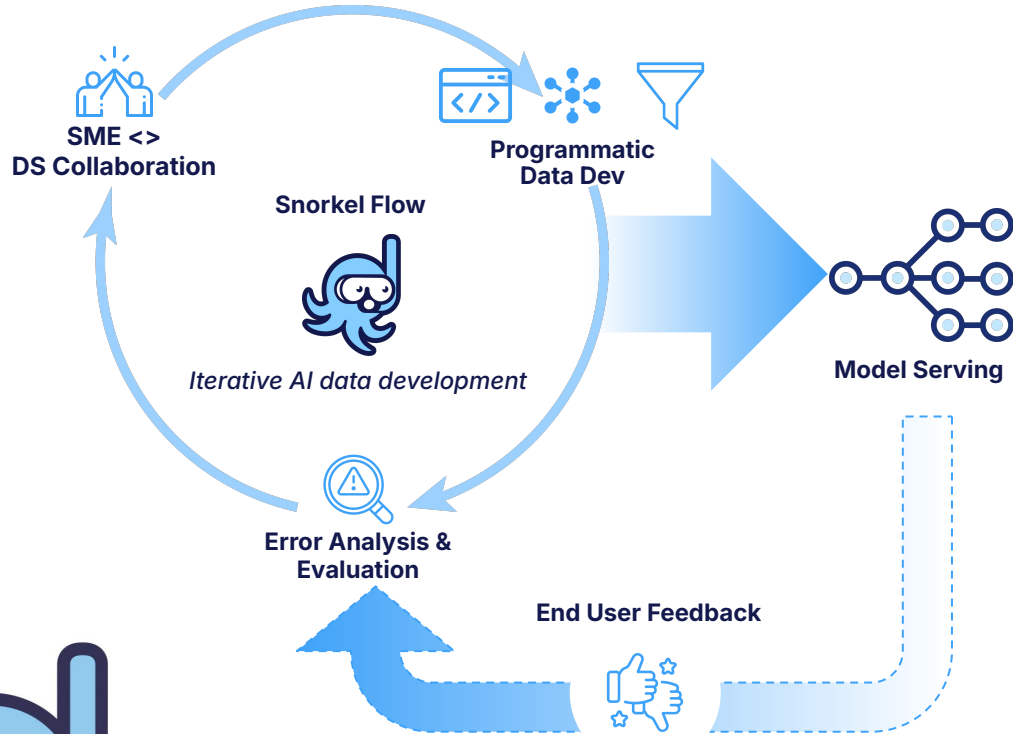 SME <>
DS Collaboration
Programmatic
Data Dev
Snorkel Flow
Iterative AI data development
Model Serving
Error Analysis &
Evaluation
End User Feedback